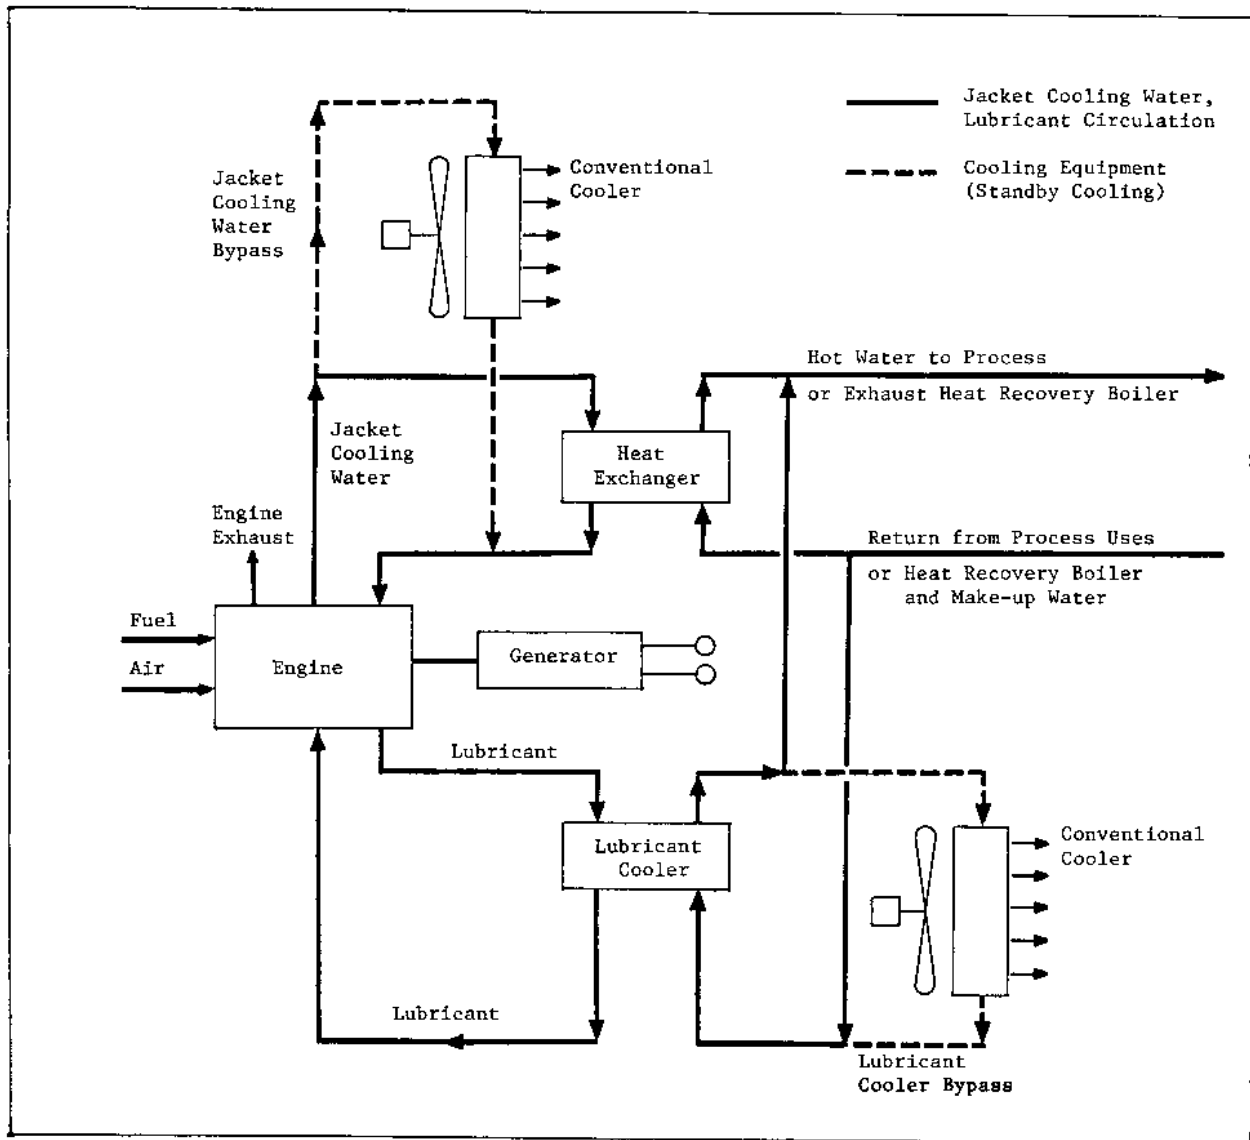 Jacket Cooling Water,
Lubricant Circulation
Cooling Equipment
(Standby Cooling)
Conventional
Cooler
Jacket
Cooling
Water
Bypass
Hot Water to Process
or Exhaust Heat Recovery Boiler
Jacket
Cooling
Water
Heat
Exchanger
Engine
Exhaust
Return from Process Uses
or Heat Recovery Boiler
and Make-up Water
Fuel
Air
Engine
Generator
Lubricant
Lubricant
Cooler
Conventional
Cooler
Lubricant
Lubricant
Cooler Bypass